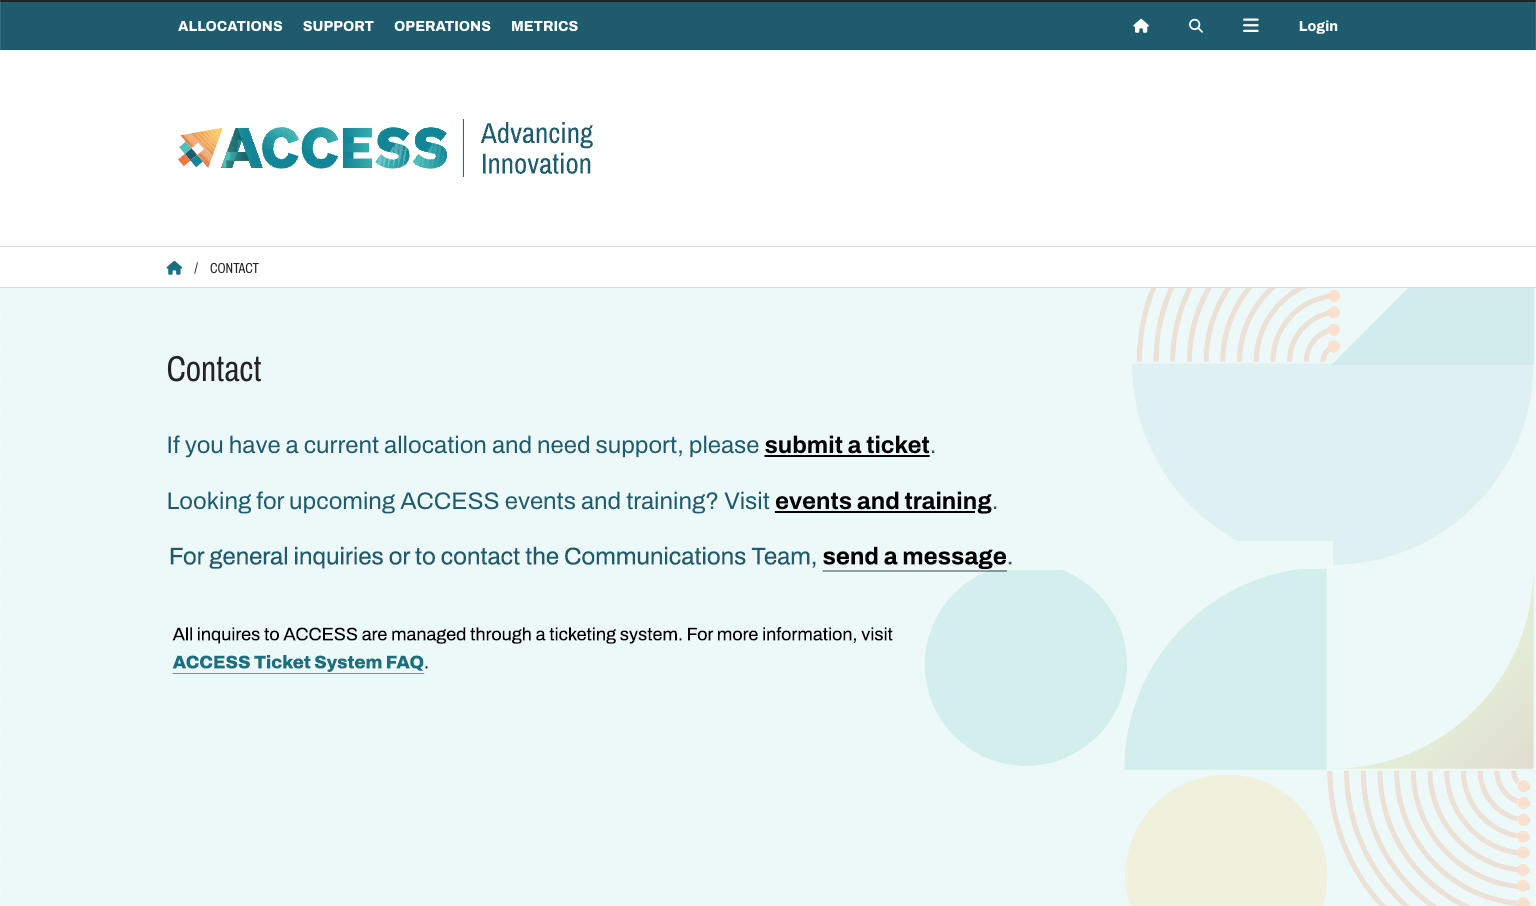 ALLOCATIONS SUPPORT OPERATIONS METRICS Login
ACCESS
Advancing
Innovation
/ CONTACT
Contact
If you have a current allocation and need support, please submit a ticket.
Looking for upcoming ACCESS events and training? Visit events and training.
For general inquiries or to contact the Communications Team, send a message.
All inquires to ACCESS are managed through a ticketing system. For more information, visit
ACCESS Ticket System FAQ.